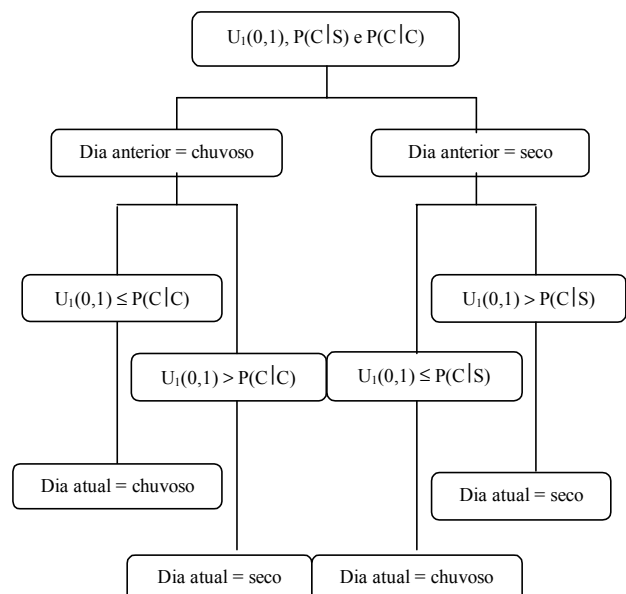 U₁(0,1), P(C|S) e P(C|C)
Dia anterior = chuvoso
Dia anterior = seco
U₁(0,1) ≤ P(C|C)
U₁(0,1) > P(C|S)
U₁(0,1) > P(C|C)
U₁(0,1) ≤ P(C|S)
Dia atual = chuvoso
Dia atual = seco
Dia atual = seco
Dia atual = chuvoso